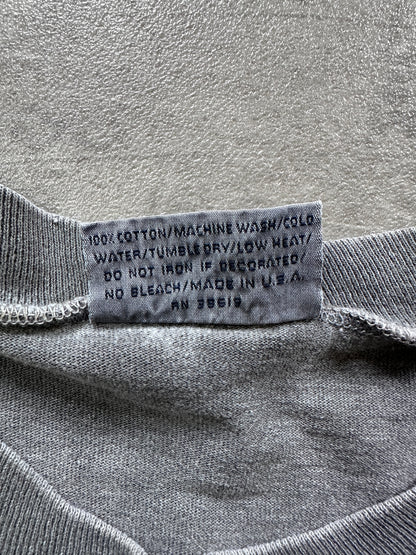 100% COTTON/MACHINE WASH/COLD
WATER/TUMBLE DRY/LOW HEAT/
DO NOT IRON IF DECORATED/
NO BLEACH/MADE IN U.S.A.
RN 39619